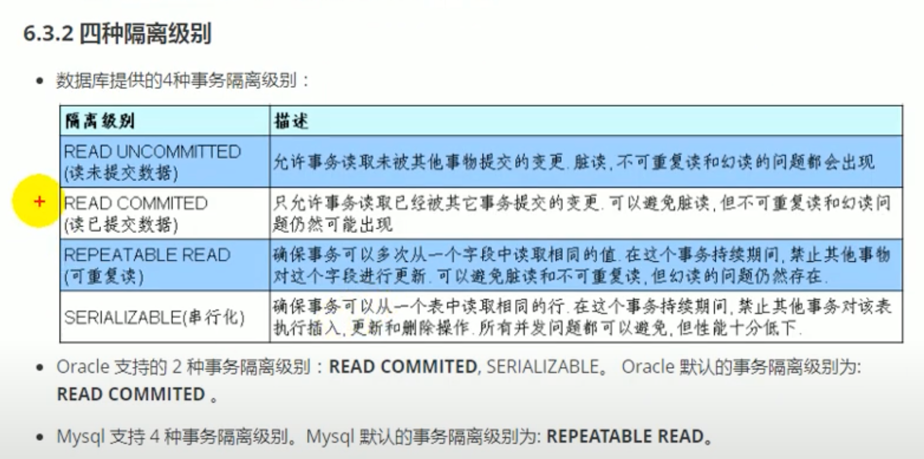 6.3.2 四种隔离级别
• 数据库提供的4种事务隔离级别：
隔离级别 描述
READ UNCOMMITTED
(读未提交数据)
允许事务读取未被其他事物提交的变更.脏读,不可重复读和幻读的问题都会出现
READ COMMITED
(读已提交数据)
只允许事务读取已经被其它事务提交的变更.可以避免脏读,但不可重复读和幻读问
题仍然可能出现
REPEATABLE READ
(可重复读)
确保事务可以多次从一个字段中读取相同的值.在这个事务持续期间,禁止其他事物
对这个字段进行更新.可以避免脏读和不可重复读,但幻读的问题仍然存在.
SERIALIZABLE(串行化)
确保事务可以从一个表中读取相同的行.在这个事务持续期间,禁止其他事务对该表
执行插入,更新和删除操作.所有并发问题都可以避免,但性能十分低下.
• Oracle 支持的 2 种事务隔离级别：READ COMMITED, SERIALIZABLE。 Oracle 默认的事务隔离级别为:
READ COMMITED 。
• Mysql 支持 4 种事务隔离级别。Mysql 默认的事务隔离级别为: REPEATABLE READ。